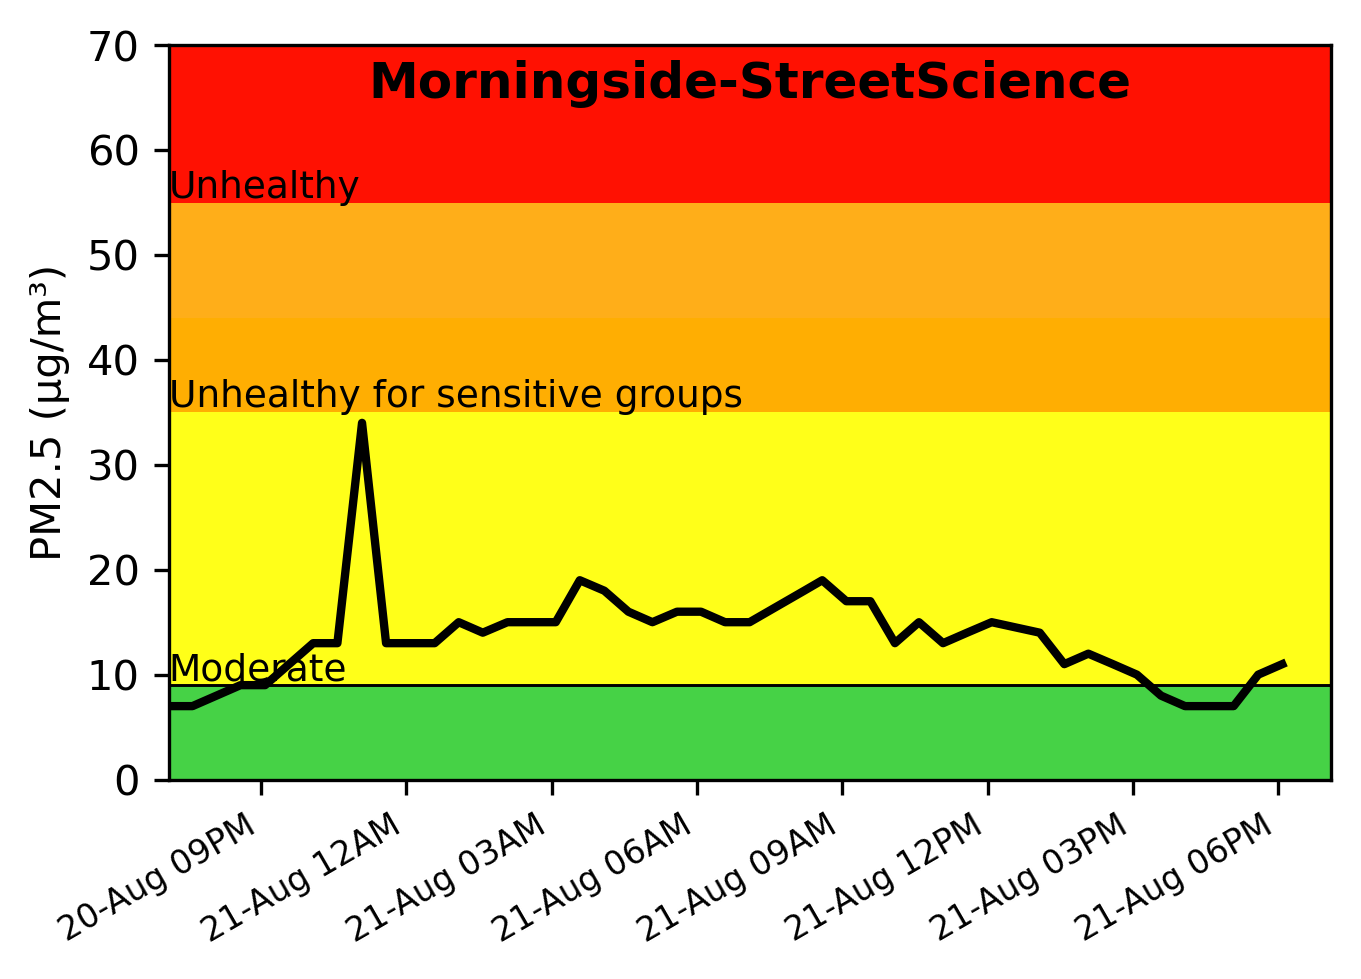 Morningside-StreetScience
PM2.5 (µg/m³)
70
60
50
40
30
20
10
0
Unhealthy
Unhealthy for sensitive groups
Moderate
20-Aug 09PM
21-Aug 12AM
21-Aug 03AM
21-Aug 06AM
21-Aug 09AM
21-Aug 12PM
21-Aug 03PM
21-Aug 06PM